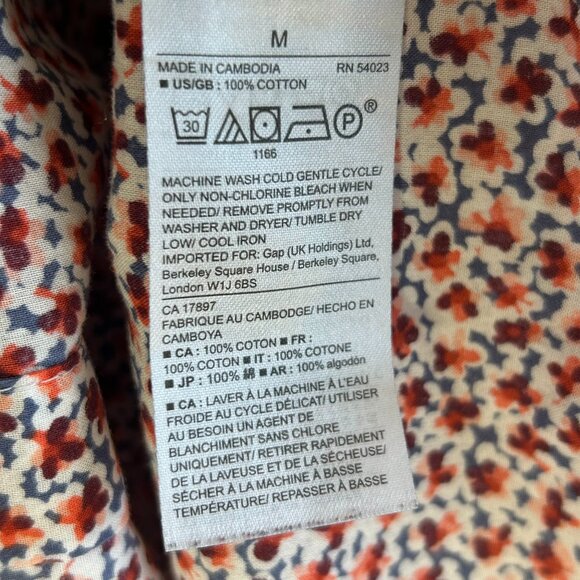 M
MADE IN CAMBODIA RN 54023
■ US/GB : 100% COTTON
30 P ®
1166
MACHINE WASH COLD GENTLE CYCLE/
ONLY NON-CHLORINE BLEACH WHEN
NEEDED/ REMOVE PROMPTLY FROM
WASHER AND DRYER/ TUMBLE DRY
LOW/ COOL IRON
IMPORTED FOR: Gap (UK Holdings) Ltd,
Berkeley Square House / Berkeley Square,
London W1J 6BS
CA 17897
FABRIQUE AU CAMBODGE/ HECHO EN
CAMBOYA
■ CA : 100% COTON ■ FR :
100% COTON ■ IT : 100% COTONE
■ JP : 100% 綿 ■ AR : 100% algodón
■ CA : LAVER À LA MACHINE À L'EAU
FROIDE AU CYCLE DÉLICAT/ UTILISER
AU BESOIN UN AGENT DE
BLANCHIMENT SANS CHLORE
UNIQUEMENT/ RETIRER RAPIDEMENT
DE LA LAVEUSE ET DE LA SÉCHEUSE/
SÉCHER À LA MACHINE À BASSE
TEMPÉRATURE/ REPASSER À BASSE